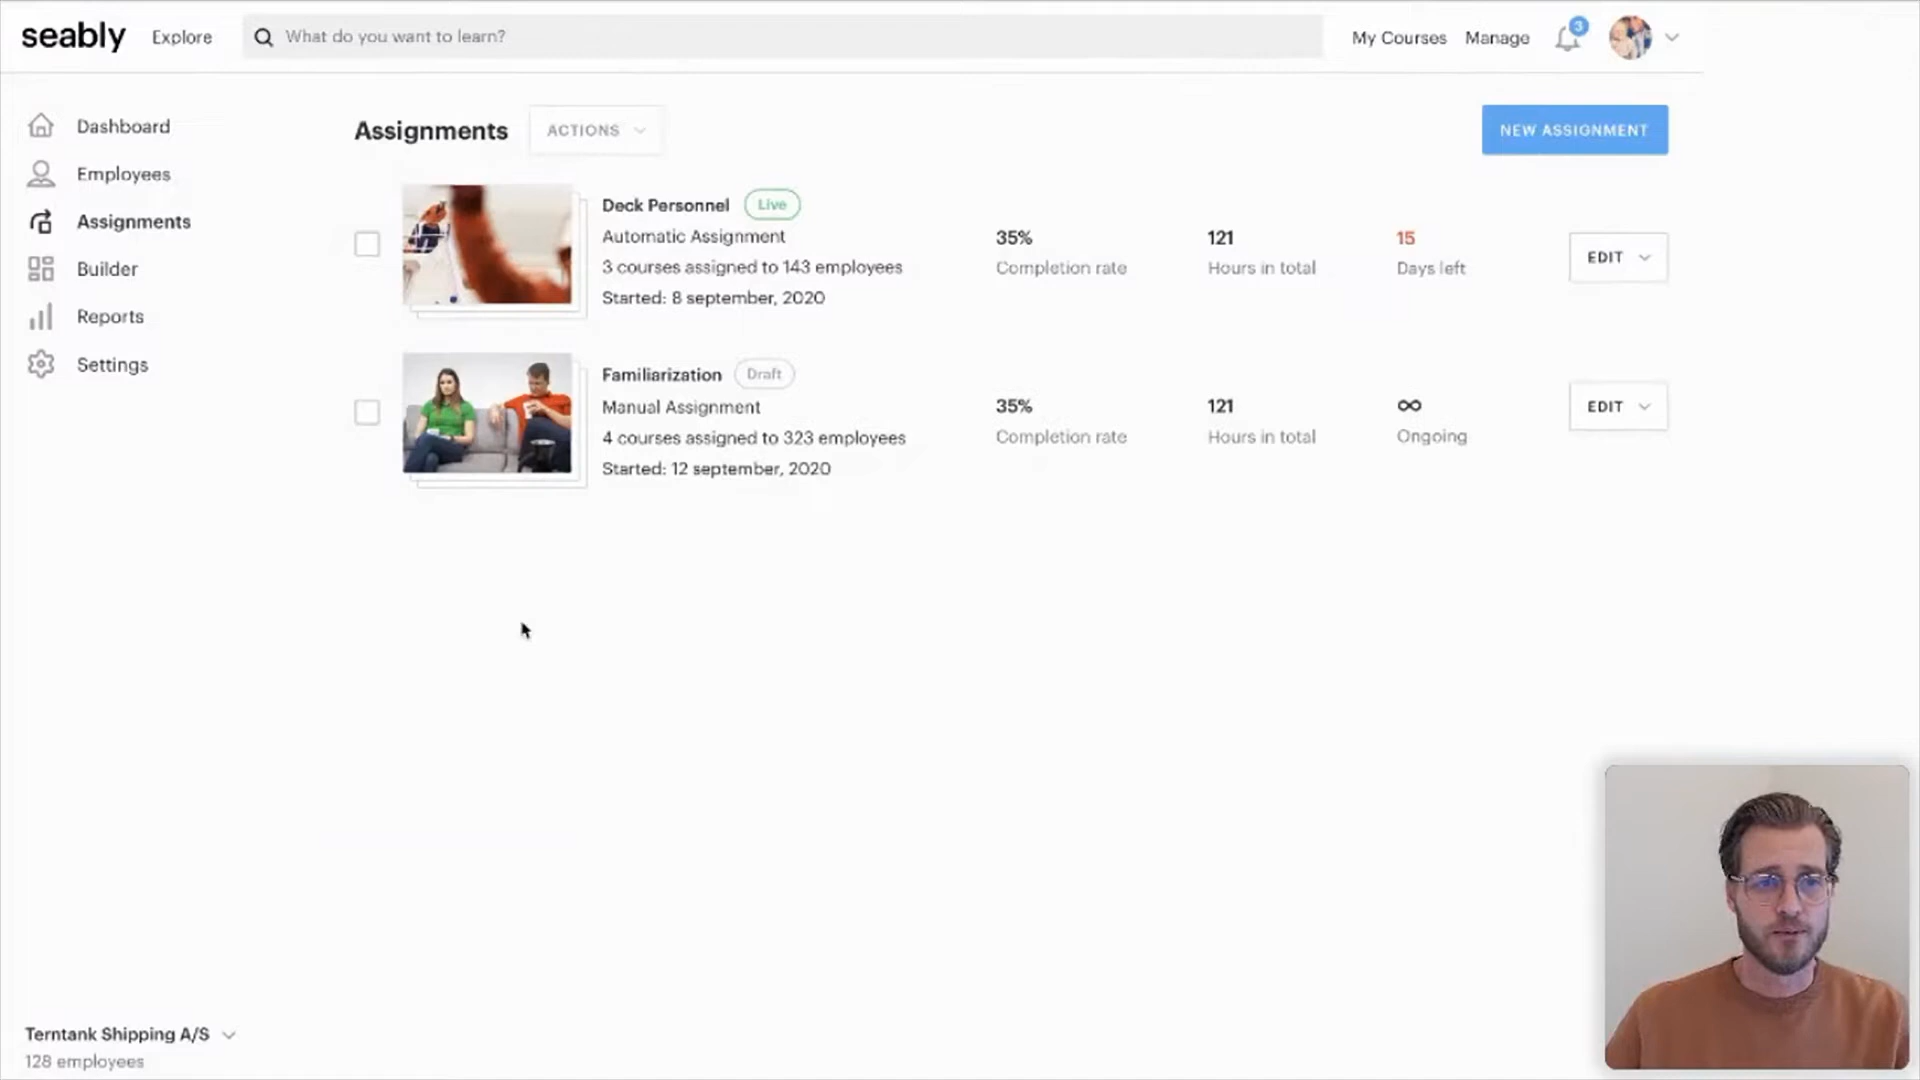 seably
Explore
What do you want to learn?
My Courses
Manage
3
Dashboard
Employees
Assignments
Builder
Reports
Settings
Assignments
ACTIONS
NEW ASSIGNMENT
Deck Personnel
Live
Automatic Assignment
3 courses assigned to 143 employees
Started: 8 september, 2020
35%
Completion rate
121
Hours in total
15
Days left
EDIT
Familiarization
Draft
Manual Assignment
4 courses assigned to 323 employees
Started: 12 september, 2020
35%
Completion rate
121
Hours in total
∞
Ongoing
EDIT
Terntank Shipping A/S
128 employees